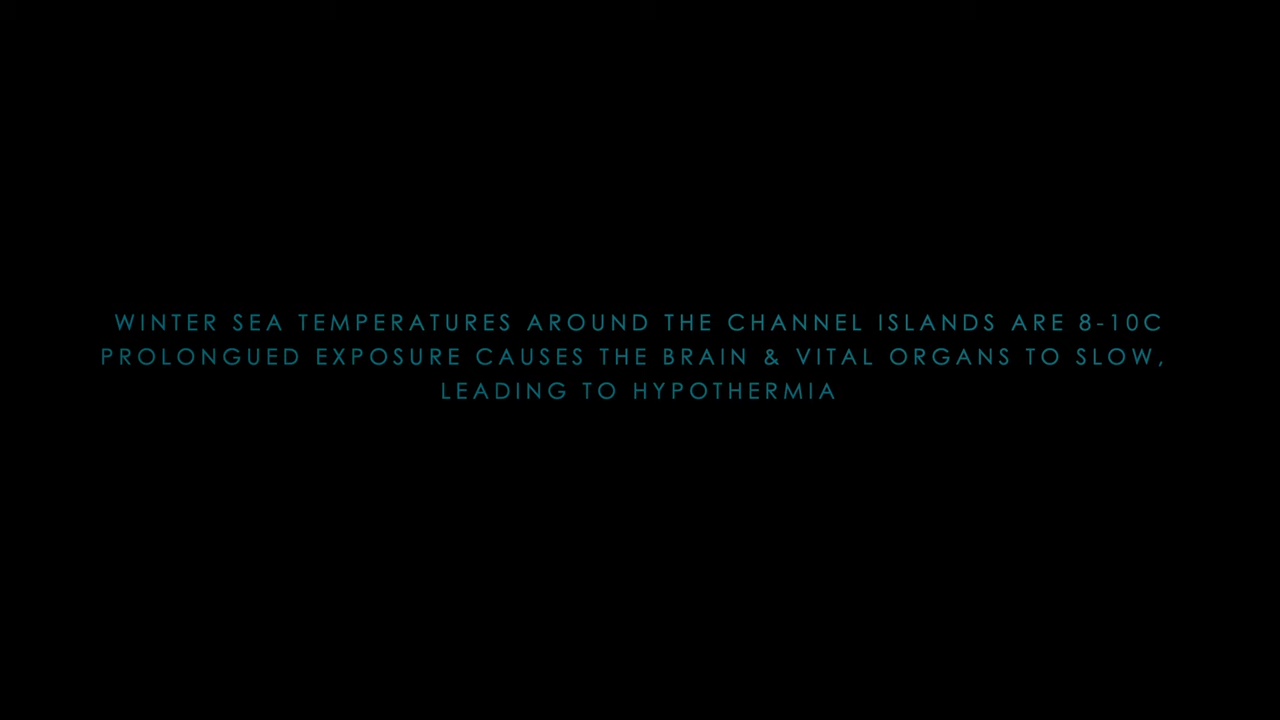 WINTER SEA TEMPERATURES AROUND THE CHANNEL ISLANDS ARE 8-10C
PROLONGUED EXPOSURE CAUSES THE BRAIN & VITAL ORGANS TO SLOW,
LEADING TO HYPOTHERMIA